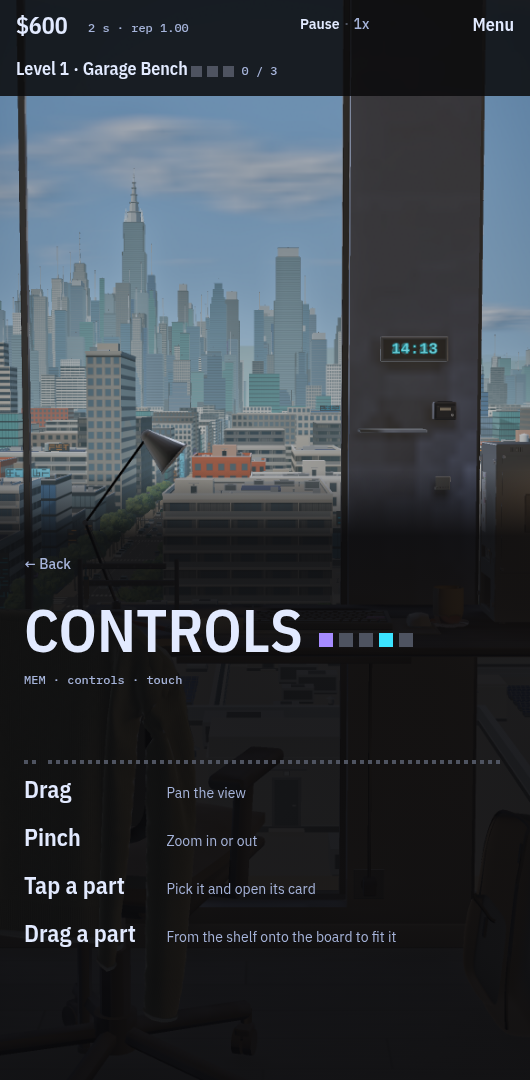 $600 2 s · rep 1.00 Pause · 1x Menu
Level 1 · Garage Bench 0 / 3
14:13
← Back
CONTROLS
MEM · controls · touch
Drag Pan the view
Pinch Zoom in or out
Tap a part Pick it and open its card
Drag a part From the shelf onto the board to fit it